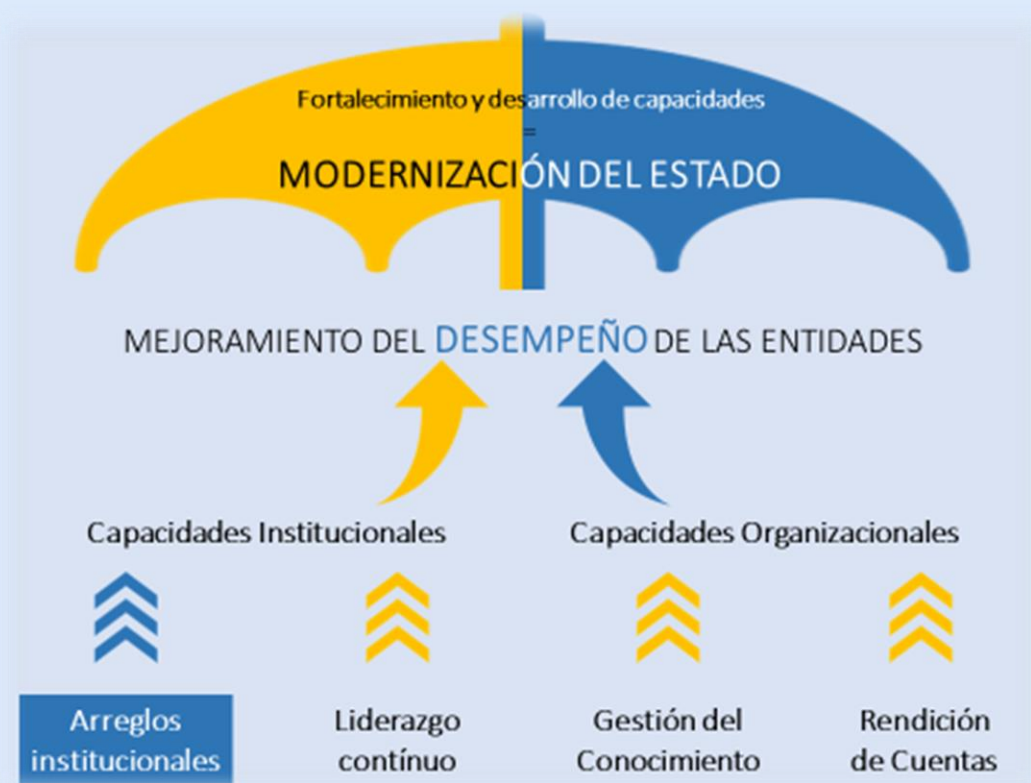 Fortalecimiento y desarrollo de capacidades
=
MODERNIZACIÓN DEL ESTADO
MEJORAMIENTO DEL DESEMPEÑO DE LAS ENTIDADES
Capacidades Institucionales
Capacidades Organizacionales
Arreglos
institucionales
Liderazgo
contínuo
Gestión del
Conocimiento
Rendición
de Cuentas